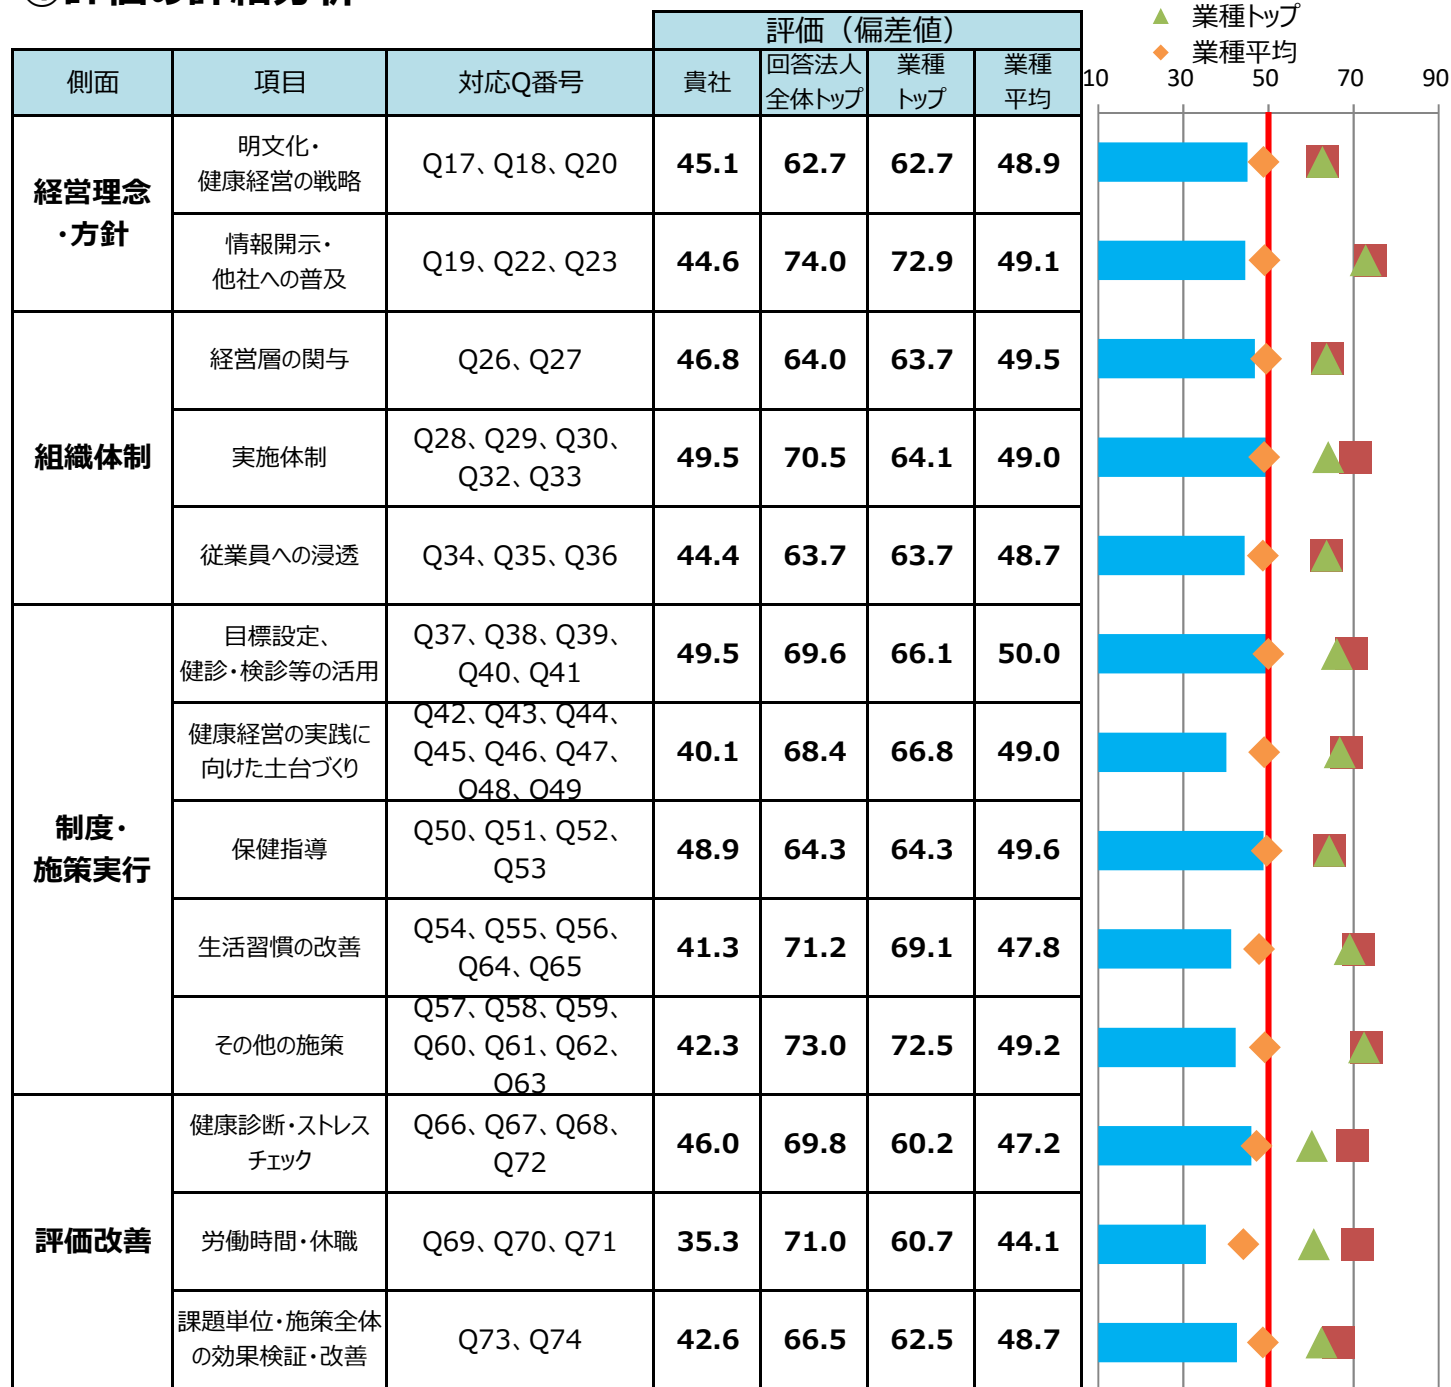 評価の詳細分析
▲ 業種トップ
◆ 業種平均
評価（偏差値）
側面 項目 対応Q番号 貴社 回答法人 業種 業種
全体トップ トップ 平均
10 30 50 70 90
経営理念
・方針
明文化・
健康経営の戦略
Q17、Q18、Q20 45.1 62.7 62.7 48.9
情報開示・
他社への普及
Q19、Q22、Q23 44.6 74.0 72.9 49.1
組織体制
経営層の関与 Q26、Q27 46.8 64.0 63.7 49.5
実施体制
Q28、Q29、Q30、
Q32、Q33
49.5 70.5 64.1 49.0
従業員への浸透 Q34、Q35、Q36 44.4 63.7 63.7 48.7
制度・
施策実行
目標設定、
健診・検診等の活用
Q37、Q38、Q39、
Q40、Q41
49.5 69.6 66.1 50.0
健康経営の実践に
向けた土台づくり
Q42、Q43、Q44、
Q45、Q46、Q47、
Q48、Q49
40.1 68.4 66.8 49.0
保健指導
Q50、Q51、Q52、
Q53
48.9 64.3 64.3 49.6
生活習慣の改善
Q54、Q55、Q56、
Q64、Q65
41.3 71.2 69.1 47.8
その他の施策
Q57、Q58、Q59、
Q60、Q61、Q62、
Q63
42.3 73.0 72.5 49.2
評価改善
健康診断・ストレス
チェック
Q66、Q67、Q68、
Q72
46.0 69.8 60.2 47.2
労働時間・休職 Q69、Q70、Q71 35.3 71.0 60.7 44.1
課題単位・施策全体
の効果検証・改善
Q73、Q74 42.6 66.5 62.5 48.7